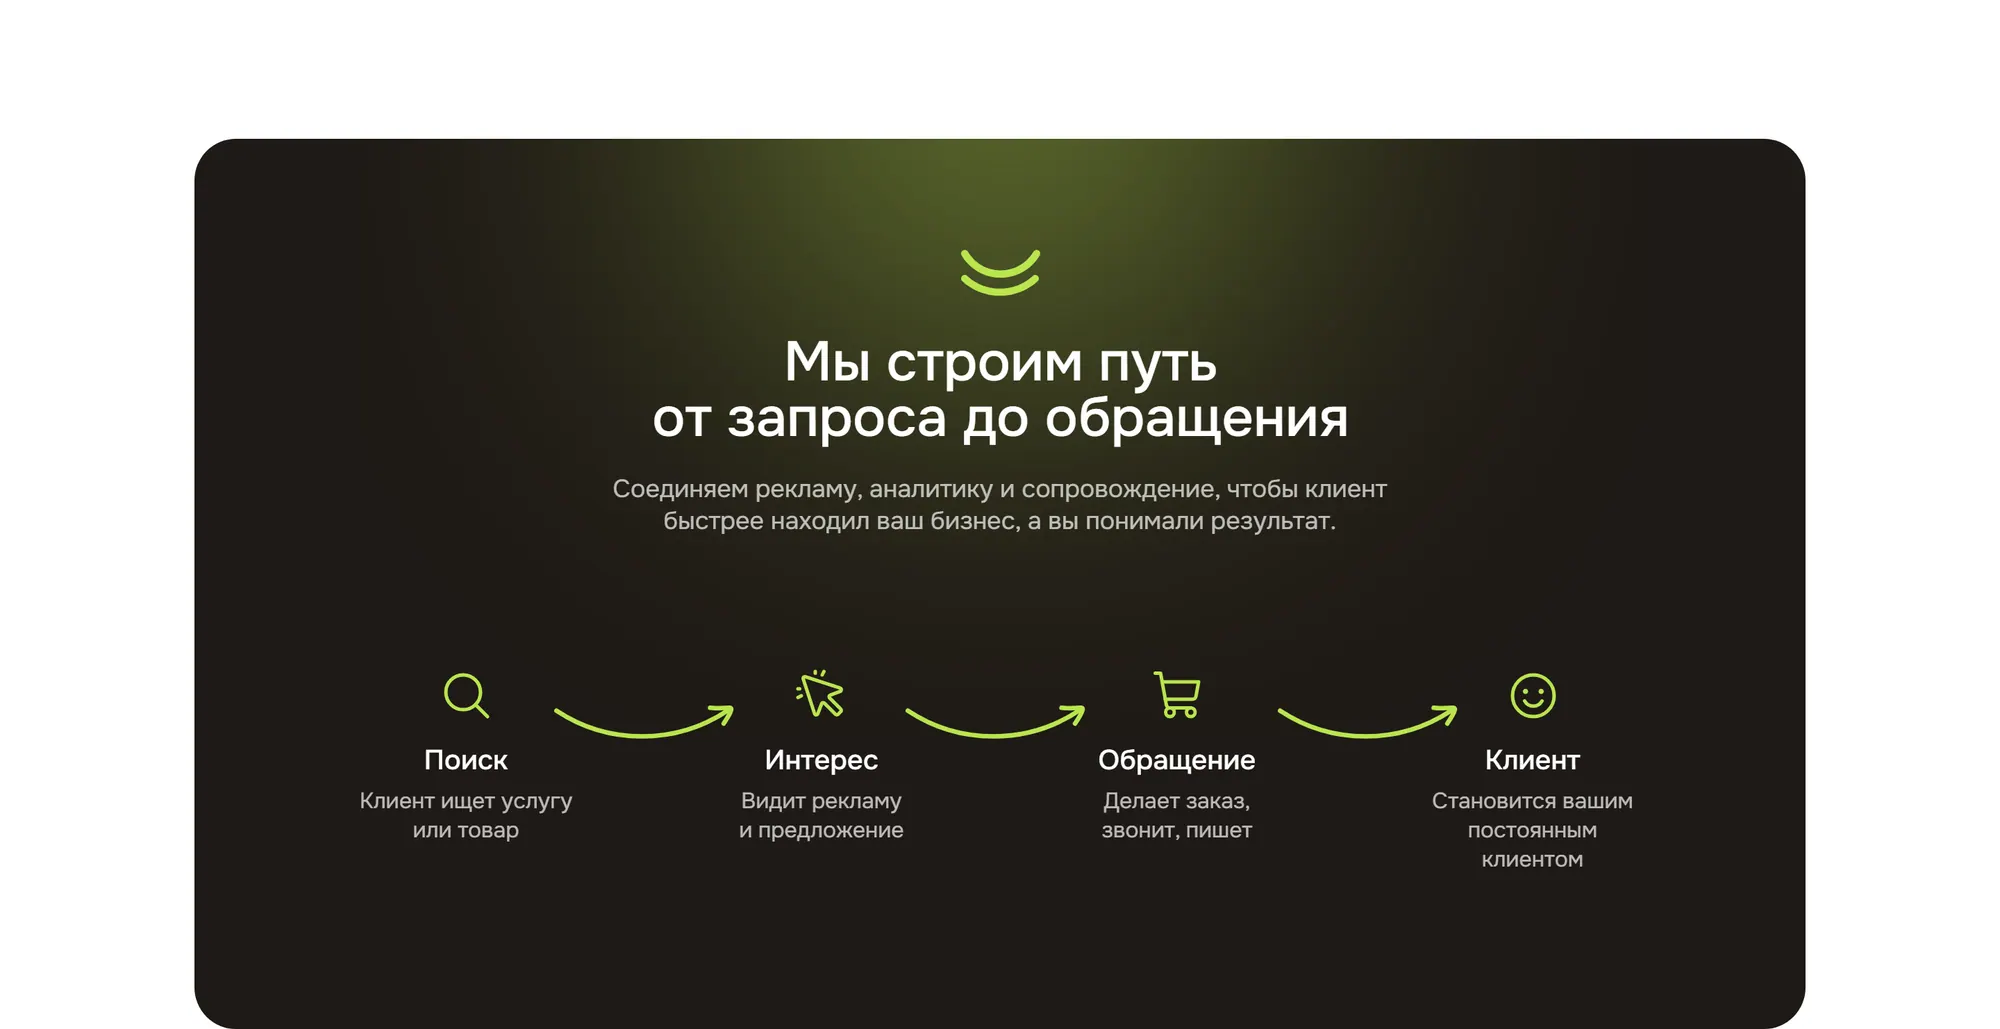 Мы строим путь
от запроса до обращения
Соединяем рекламу, аналитику и сопровождение, чтобы клиент
быстрее находил ваш бизнес, а вы понимали результат.
Поиск
Клиент ищет услугу
или товар
Интерес
Видит рекламу
и предложение
Обращение
Делает заказ,
звонит, пишет
Клиент
Становится вашим
постоянным
клиентом